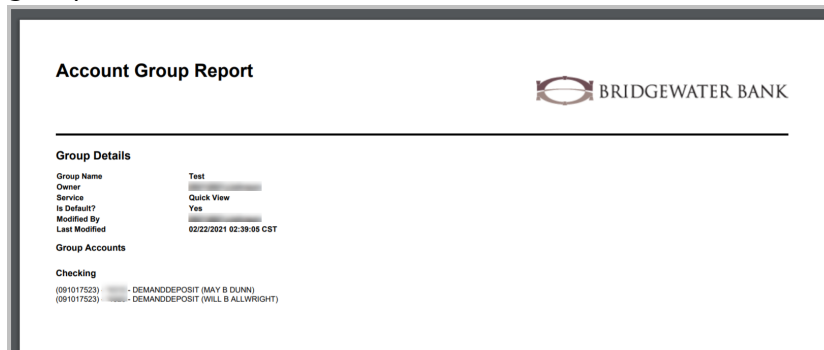 Account Group Report
BRIDGEWATER BANK
Group Details
Group Name Test
Owner
Service Quick View
Is Default? Yes
Modified By
Last Modified 02/22/2021 02:39:05 CST
Group Accounts
Checking
(091017523) - DEMANDDEPOSIT (MAY B DUNN)
(091017523) - DEMANDDEPOSIT (WILL B ALLWRIGHT)